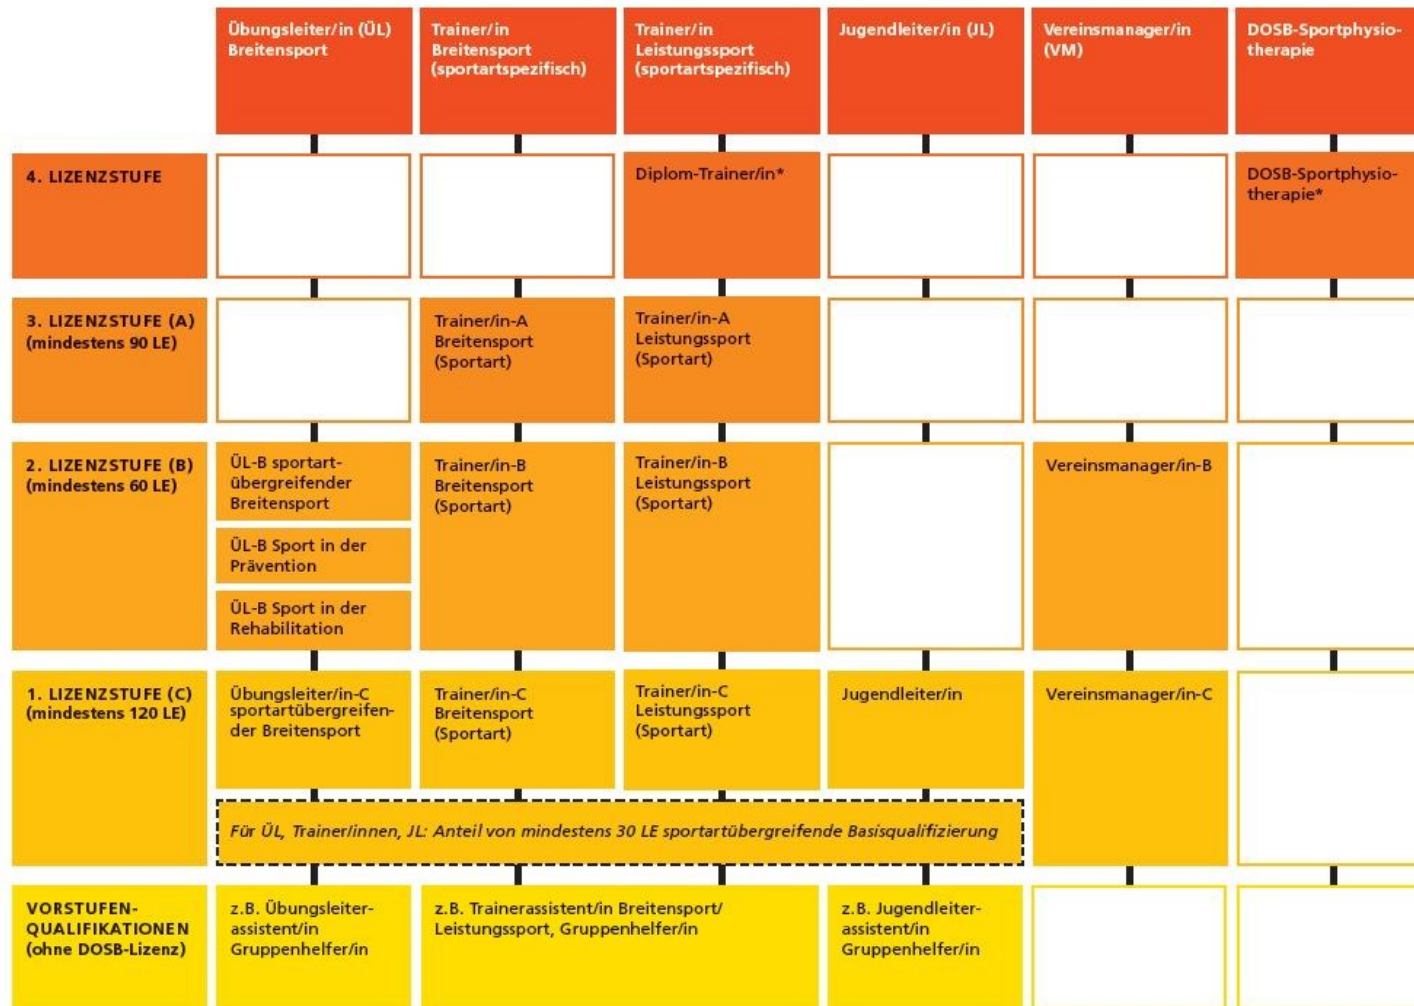 Übungsleiter/in (ÜL)
Breitensport
Trainer/in
Breitensport
(sportartspezifisch)
Trainer/in
Leistungssport
(sportartspezifisch)
Jugendleiter/in (JL)
Vereinsmanager/in
(VM)
DOSB-Sportphysio-
therapie
4. LIZENZSTUFE
Diplom-Trainer/in*
DOSB-Sportphysio-
therapie*
3. LIZENZSTUFE (A)
(mindestens 90 LE)
Trainer/in-A
Breitensport
(Sportart)
Trainer/in-A
Leistungssport
(Sportart)
2. LIZENZSTUFE (B)
(mindestens 60 LE)
ÜL-B sportart-
übergreifender
Breitensport
ÜL-B Sport in der
Prävention
ÜL-B Sport in der
Rehabilitation
Trainer/in-B
Breitensport
(Sportart)
Trainer/in-B
Leistungssport
(Sportart)
Vereinsmanager/in-B
1. LIZENZSTUFE (C)
(mindestens 120 LE)
Übungsleiter/in-C
sportartübergreifen-
der Breitensport
Trainer/in-C
Breitensport
(Sportart)
Trainer/in-C
Leistungssport
(Sportart)
Jugendleiter/in
Vereinsmanager/in-C
Für ÜL, Trainer/innen, JL: Anteil von mindestens 30 LE sportartübergreifende Basisqualifizierung
VORSTUFEN-
QUALIFIKATIONEN
(ohne DOSB-Lizenz)
z.B. Übungsleiter-
assistent/in
Gruppenhelfer/in
z.B. Trainerassistent/in Breitensport/
Leistungssport, Gruppenhelfer/in
z.B. Jugendleiter-
assistent/in
Gruppenhelfer/in